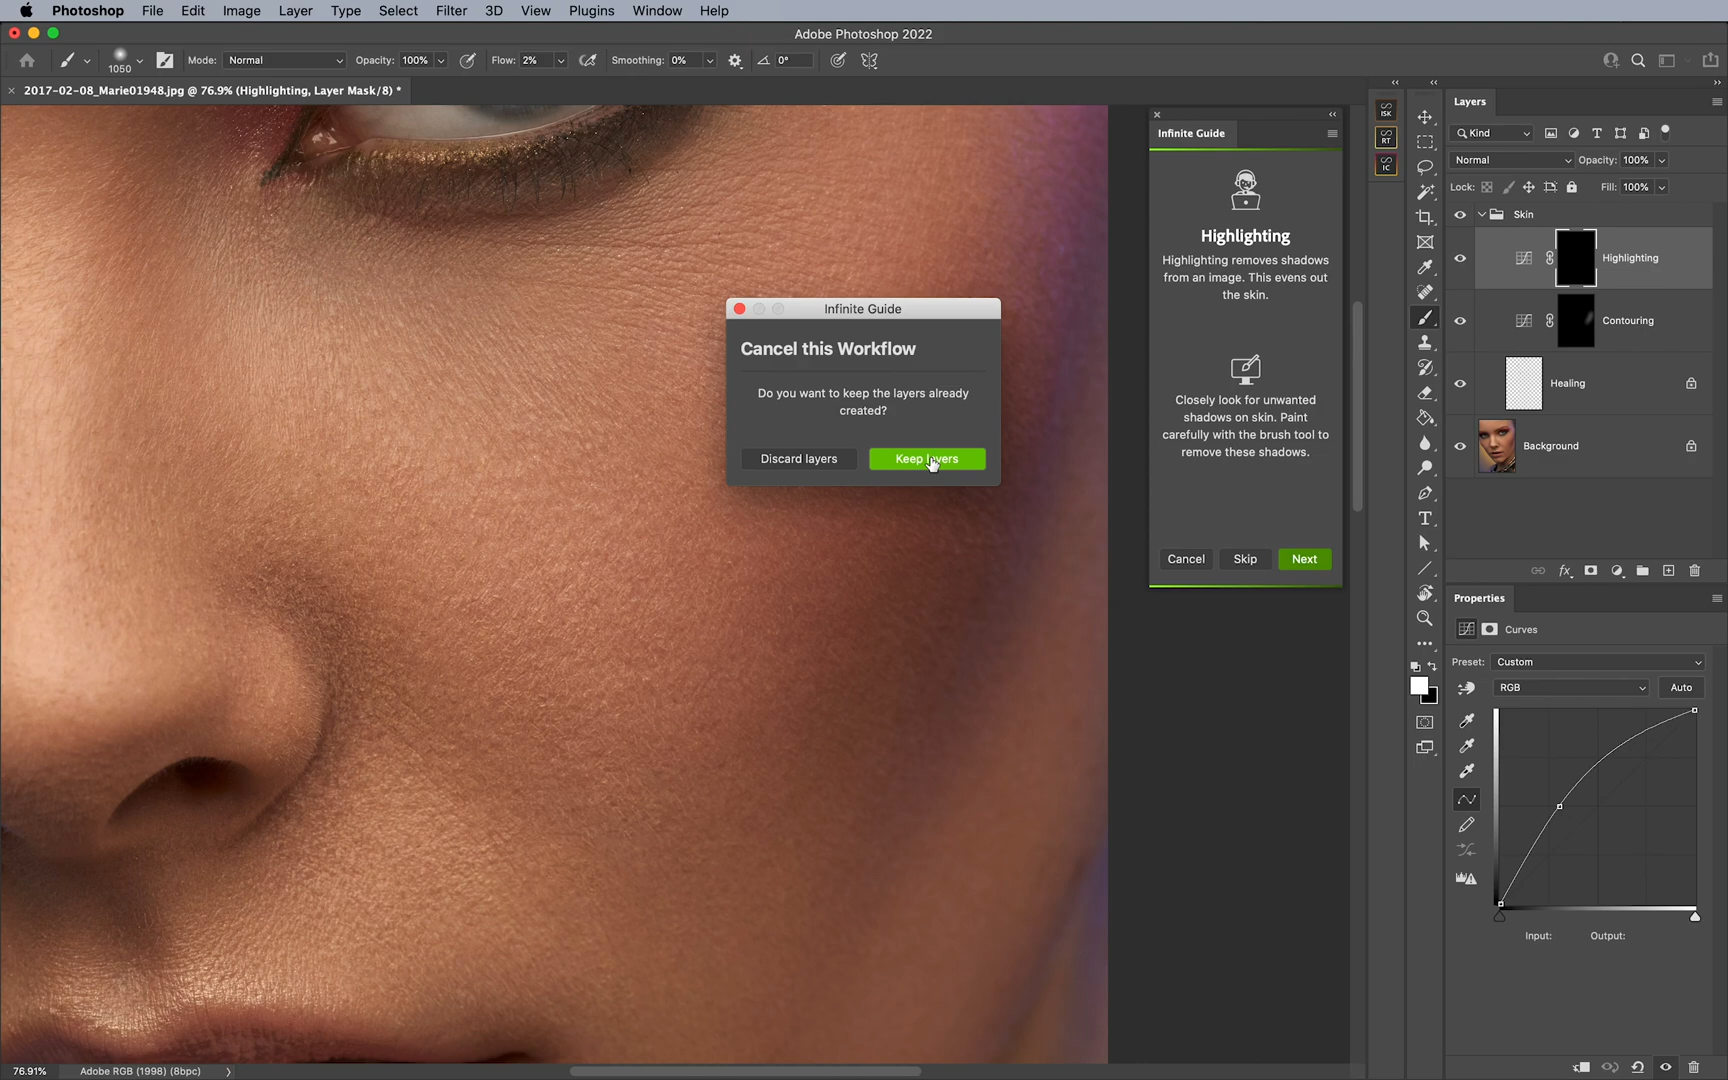 Photoshop File Edit Image Layer Type Select Filter 3D View Plugins Window Help
Adobe Photoshop 2022
1050 Mode: Normal Opacity: 100% Flow: 2% Smoothing: 0% 0°
2017-02-08_Marie01948.jpg @ 76.9% (Highlighting, Layer Mask/8) *
Infinite Guide
Highlighting
Highlighting removes shadows
from an image. This evens out
the skin.
Closely look for unwanted
shadows on skin. Paint
carefully with the brush tool to
remove these shadows.
Cancel Skip Next
Infinite Guide
Cancel this Workflow
Do you want to keep the layers already
created?
Discard layers Keep layers
ISK
RT
IC
Layers
Kind
Normal Opacity: 100%
Lock: Fill: 100%
Skin
Highlighting
Contouring
Healing
Background
fx
Properties
Curves
Preset: Custom
RGB Auto
Input: Output:
76.91% Adobe RGB (1998) (8bpc)